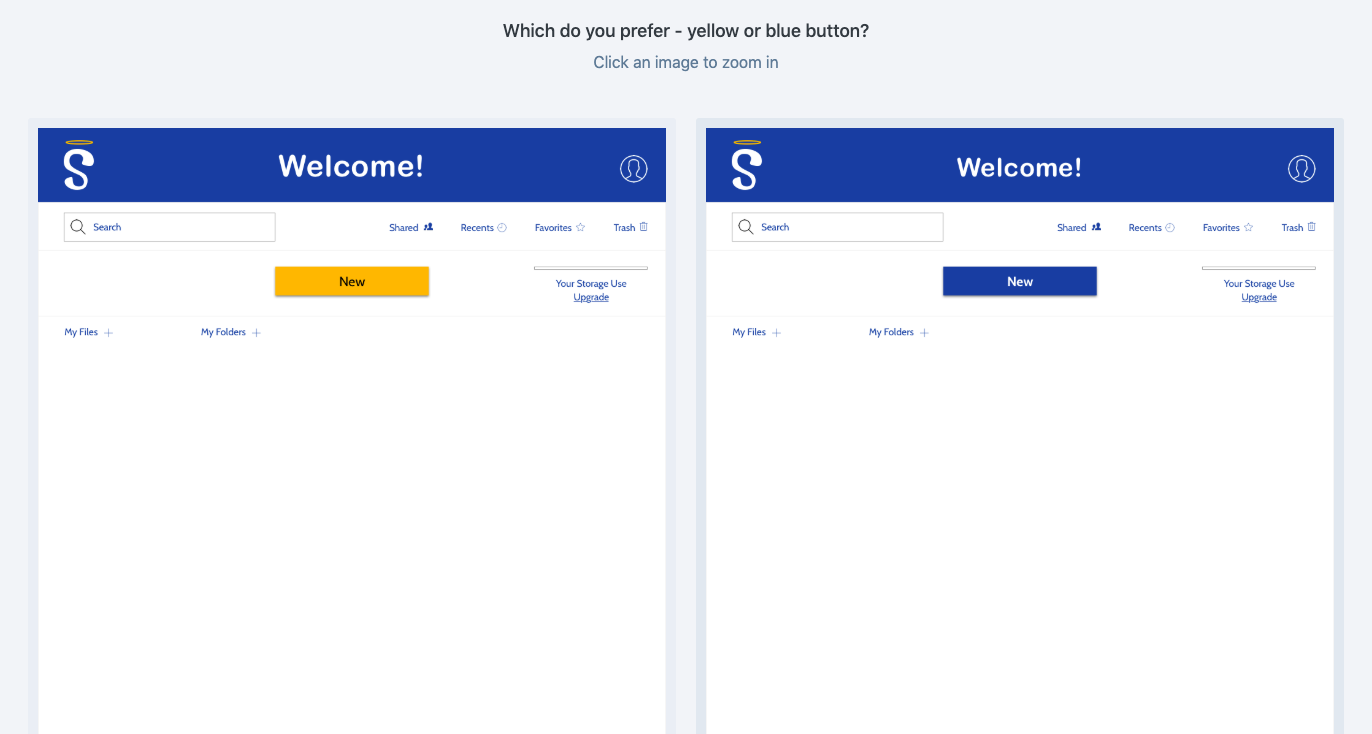 Which do you prefer - yellow or blue button?
Click an image to zoom in
S
Welcome!
Search
Shared
Recents
Favorites
Trash
New
Your Storage Use
Upgrade
My Files +
My Folders +
S
Welcome!
Search
Shared
Recents
Favorites
Trash
New
Your Storage Use
Upgrade
My Files +
My Folders +